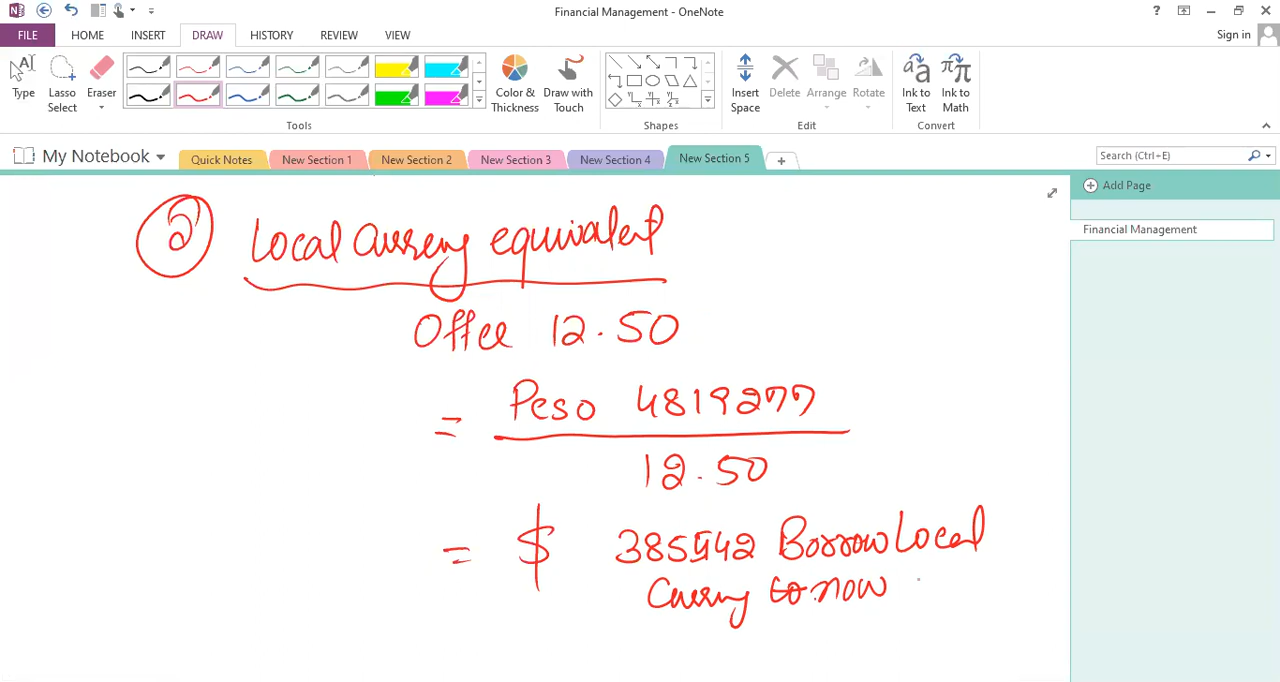 Financial Management - OneNote
?
FILE HOME INSERT DRAW HISTORY REVIEW VIEW Sign in
Type
Lasso Select
Eraser
Color & Thickness
Draw with Touch
Insert Space
Delete
Arrange
Rotate
Ink to Text
Ink to Math
Tools Shapes Edit Convert
My Notebook Quick Notes New Section 1 New Section 2 New Section 3 New Section 4 New Section 5 Search (Ctrl+E)
Add Page
Financial Management
2 Local Currency equivalent
Offer 12.50
= Peso 4819277
12.50
= $ 385542 Borrow Local
Currency to now